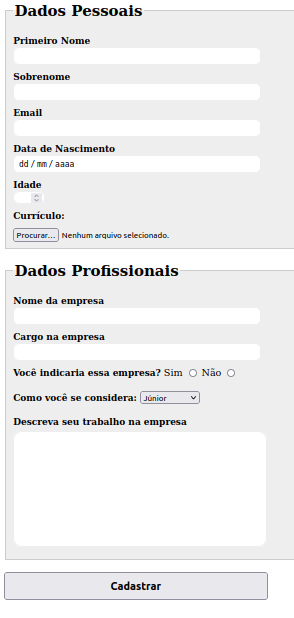 Dados Pessoais
Primeiro Nome
Sobrenome
Email
Data de Nascimento
dd/mm/aaaa
Idade
Currículo:
Procurar... Nenhum arquivo selecionado.
Dados Profissionais
Nome da empresa
Cargo na empresa
Você indicaria essa empresa? Sim Não
Como você se considera: Júnior
Descreva seu trabalho na empresa
Cadastrar